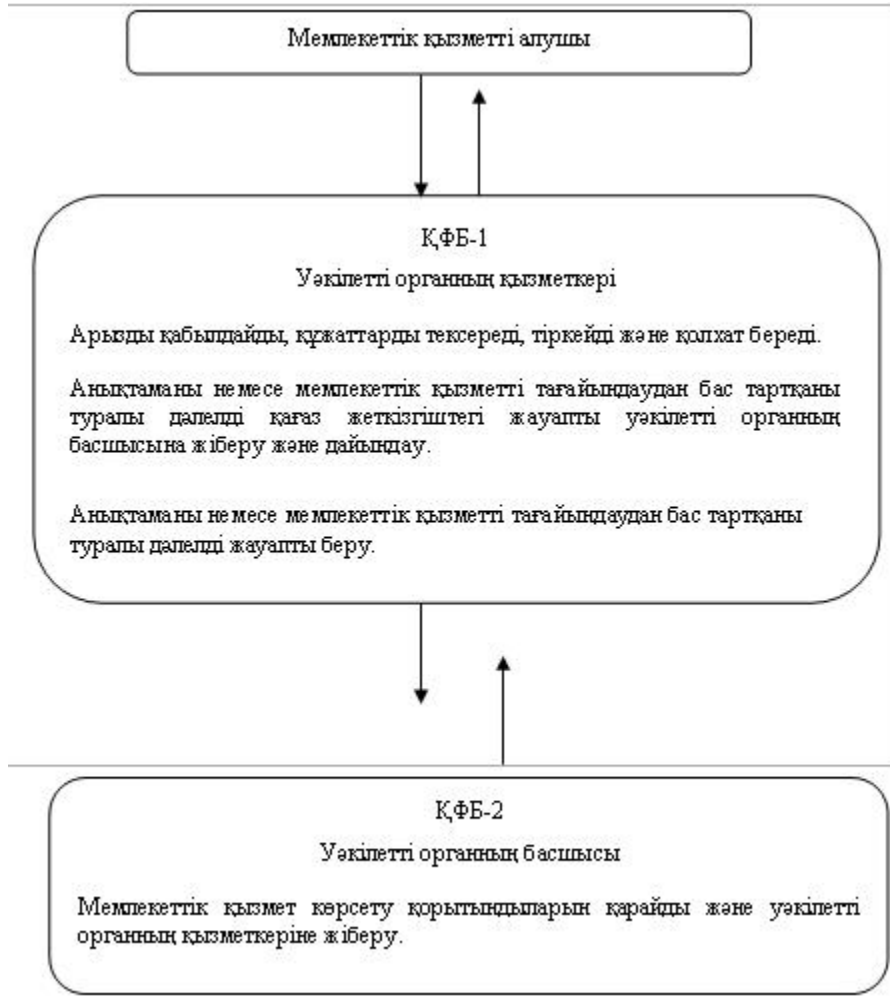 Мемлекеттік қызметті алушы
ҚФБ-1
Уәкілетті органның қызметкері
Арызды қабылдайды, құжаттарды тексереді, тіркейді және қолхат береді.
Анықтаманы немесе мемлекеттік қызметті тағайындаудан бас тартқаны
туралы дәлелді қағаз жеткізгіштегі жауапты уәкілетті органның
басшысына жіберу және дайындау.
Анықтаманы немесе мемлекеттік қызметті тағайындаудан бас тартқаны
туралы дәлелді жауапты беру.
ҚФБ-2
Уәкілетті органның басшысы
Мемлекеттік қызмет көрсету қорытындыларын қарайды және уәкілетті
органның қызметкеріне жіберу.